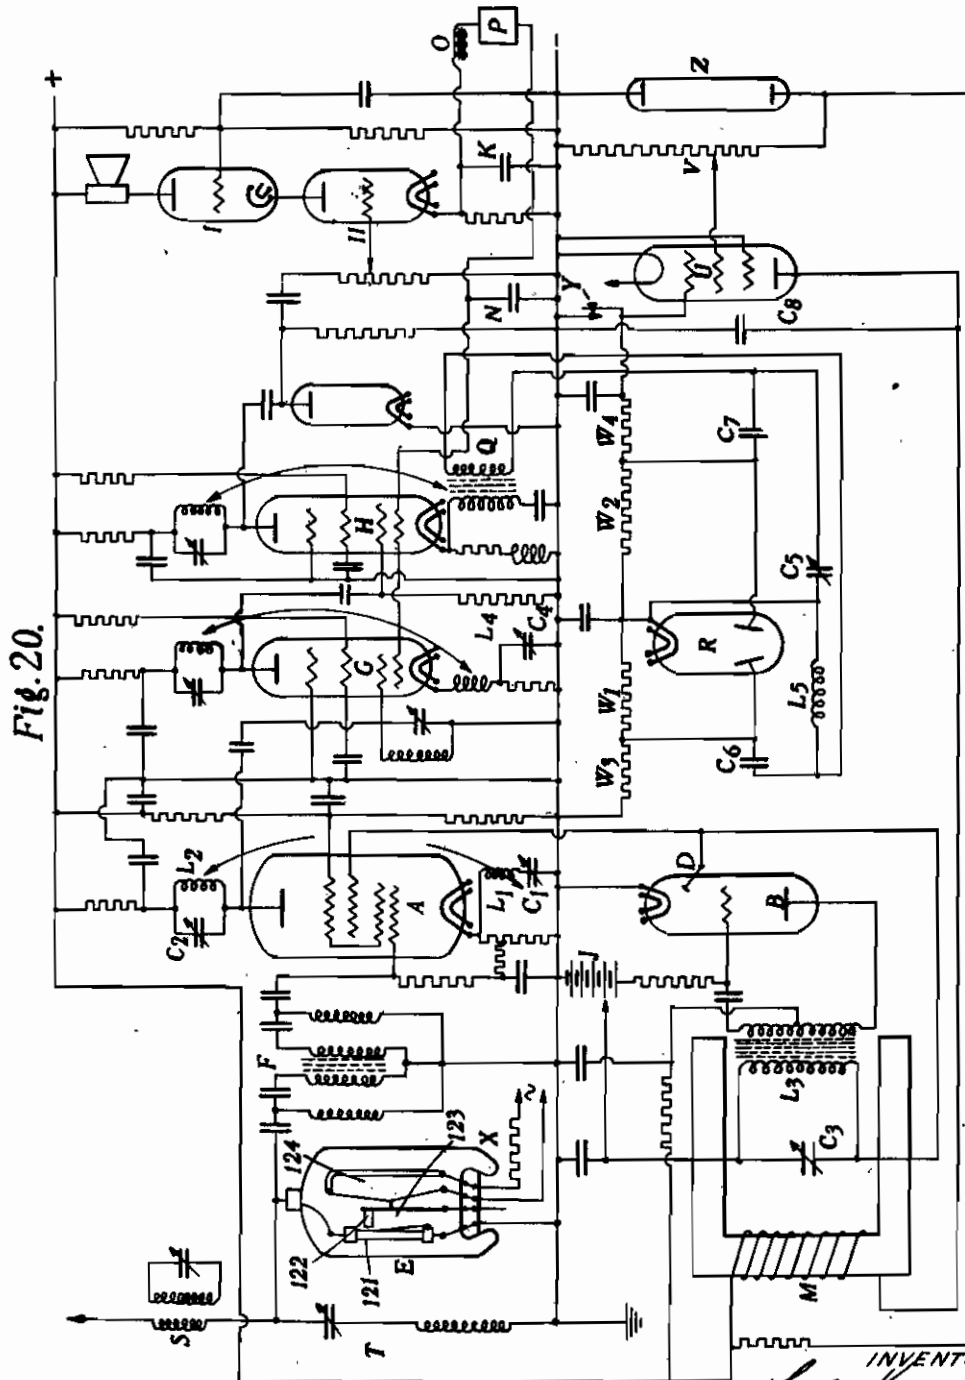 Fig. 20.
+
O
P
I
II
K
N
Z
V
U
Y
C8
Q
H
G
L4
C4
W4
W2
W1
W3
C7
C5
C6
L5
R
L2
C2
A
L1
C1
D
B
J
F
L3
C3
M
X
~
124
123
122
121
E
S
T
INVENT